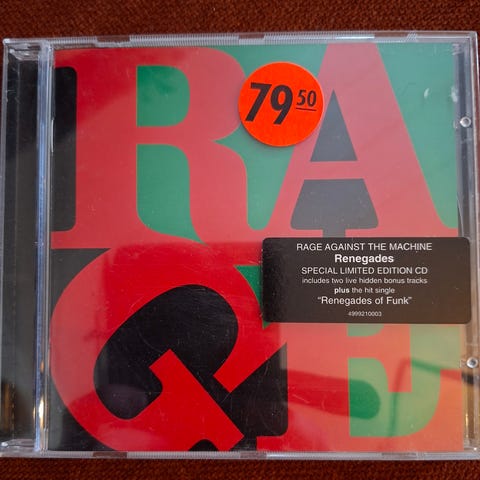 RA
79 50
GE
RAGE AGAINST THE MACHINE
Renegades
SPECIAL LIMITED EDITION CD
includes two live hidden bonus tracks
plus the hit single
"Renegades of Funk"
4999210003